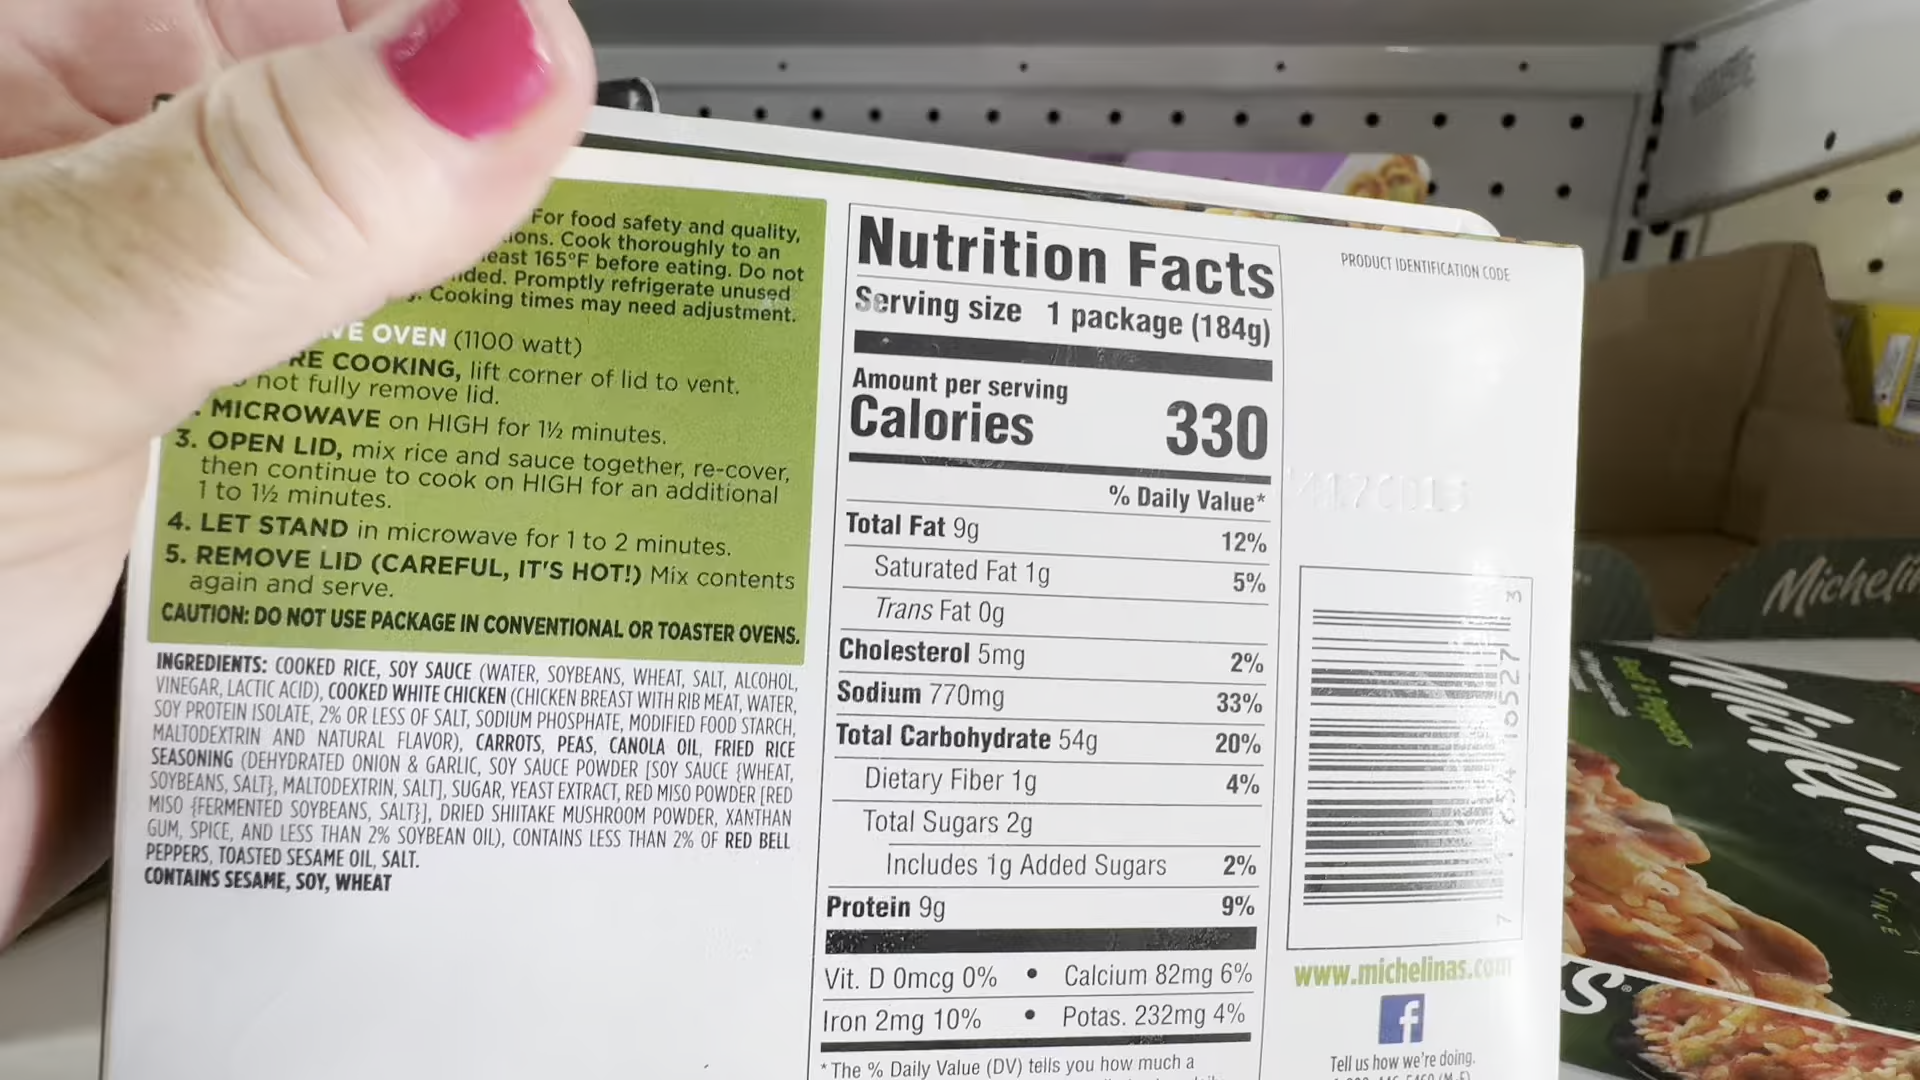 For food safety and quality,
Cook thoroughly to an
165°F before eating. Do not
Promptly refrigerate unused
Cooking times may need adjustment.
OVEN (1100 watt)
COOKING, lift corner of lid to vent.
not fully remove lid.
MICROWAVE on HIGH for 1½ minutes.
3. OPEN LID, mix rice and sauce together, re-cover,
then continue to cook on HIGH for an additional
1 to 1½ minutes.
4. LET STAND in microwave for 1 to 2 minutes.
5. REMOVE LID (CAREFUL, IT'S HOT!) Mix contents
again and serve.
CAUTION: DO NOT USE PACKAGE IN CONVENTIONAL OR TOASTER OVENS.
INGREDIENTS: COOKED RICE, SOY SAUCE (WATER, SOYBEANS, WHEAT, SALT, ALCOHOL,
VINEGAR, LACTIC ACID), COOKED WHITE CHICKEN (CHICKEN BREAST WITH RIB MEAT, WATER,
SOY PROTEIN ISOLATE, 2% OR LESS OF SALT, SODIUM PHOSPHATE, MODIFIED FOOD STARCH,
MALTODEXTRIN AND NATURAL FLAVOR), CARROTS, PEAS, CANOLA OIL, FRIED RICE
SEASONING (DEHYDRATED ONION & GARLIC, SOY SAUCE POWDER [SOY SAUCE {WHEAT,
SOYBEANS, SALT}, MALTODEXTRIN, SALT], SUGAR, YEAST EXTRACT, RED MISO POWDER [RED
MISO {FERMENTED SOYBEANS, SALT}], DRIED SHIITAKE MUSHROOM POWDER, XANTHAN
GUM, SPICE, AND LESS THAN 2% SOYBEAN OIL), CONTAINS LESS THAN 2% OF RED BELL
PEPPERS, TOASTED SESAME OIL, SALT.
CONTAINS SESAME, SOY, WHEAT
Nutrition Facts
Serving size 1 package (184g)
Amount per serving
Calories 330
% Daily Value*
Total Fat 9g 12%
Saturated Fat 1g 5%
Trans Fat 0g
Cholesterol 5mg 2%
Sodium 770mg 33%
Total Carbohydrate 54g 20%
Dietary Fiber 1g 4%
Total Sugars 2g
Includes 1g Added Sugars 2%
Protein 9g 9%
Vit. D 0mcg 0% • Calcium 82mg 6%
Iron 2mg 10% • Potas. 232mg 4%
*The % Daily Value (DV) tells you how much a
PRODUCT IDENTIFICATION CODE
www.michelinas.com
f
Tell us how we're doing.
SINCE